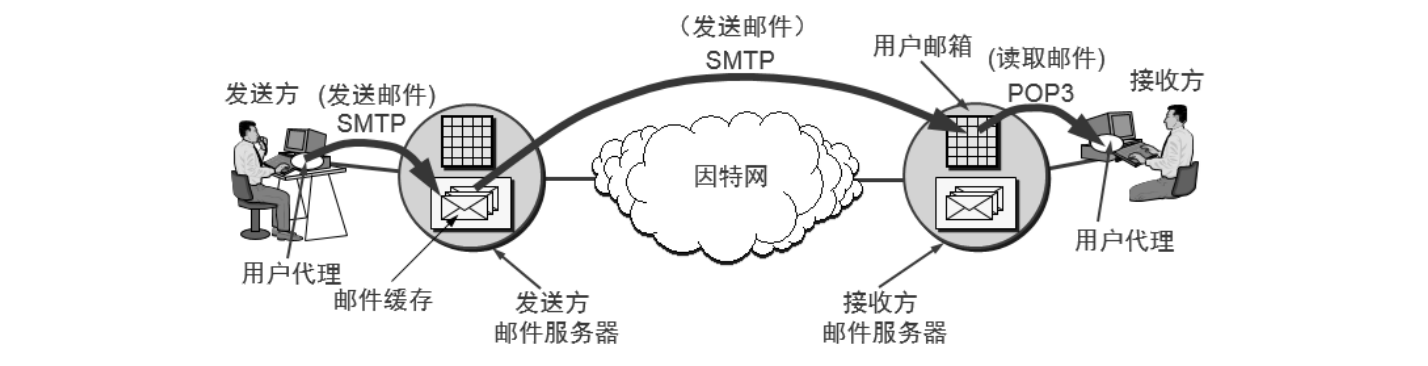 （发送邮件）
SMTP
用户邮箱
(读取邮件)
POP3
接收方
发送方
(发送邮件)
SMTP
因特网
用户代理
用户代理
邮件缓存
发送方
邮件服务器
接收方
邮件服务器